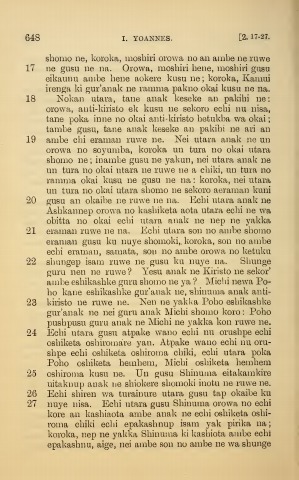 648 I. YOANNES. [2, 17-27.
shomo ne, koroka, moshiri orowa no an ambe ne ruwe
17 ne gusu ne na. Orowa, moshiri hene, moshiri gusu
eikaunu ambe hene aokere kusu ne; koroka, Kamui
irenga ki gur'anak ne ramma pakno okai kusu ne na.
18 Nokan utara, tane anak keseke an pakihi ne:
orowa, anti-kiristo ek kusu ne sekoro echi nu nisa,
tane poka inne no okai anti-kiristo betukba wa okai;
tambe gusu, tane anak keseke an pakihi ne ari an
19 ambe chi eraman ruwe ne. Nei utara anak ne un
orowa no soyumba, koroka un tura no okai utara
shomo ne; inambe gusu ne yakun, nei utara anak ne
un tura no okai utara ne ruwe ne a chiki, un tura no
ramma okai kusu ne gusu ne na: koroka, nei utara
un tura no okai utara shomo ne sekoro aeraman kuni
20 gusu an okaibe ne ruwe ne na. Echi utara anak ne
Ashkannep orowa no kashiketa aota utara echi ne wa
obitta no okai echi utara anak ne nep ne yakka
21 eraman ruwe ne na. Echi utara son no ambe shomo
eraman gusu ku nuye shomoki, koroka, son no ambe
echi eraman, samata, son no ambe orowa no ketuku
22 shungep isam ruwe ne gusu ku nuye na. Shunge
guru nen ne ruwe? Yesu anak ne Kiristo ne sekor'
ambe eshikashke guru shomo ne ya? Michi newa Po-
ho kane eshikashke gur'anak ne, shinuma anak anti-
23 kiristo ne ruwe ne. Nen ne yakka Poho eshikashke
gur'anak ne nei guru anak Michi shomo koro: Poho
pushpusu guru anak ne Michi ne yakka kon ruwe ne.
24 Echi utara gusu atpake wano echi nu orushpe echi
oshiketa oshiromare yan. Atpake wano echi nu oru-
shpe echi oshiketa oshiroma chiki, echi utara poka
Poho oshiketa hembem, Michi oshiketa hembem
25 oshiroma kusu ne. Un gusu Shinuma eitakamkire
uitaknup anak ne shiokere shomoki inotu ne ruwe ne.
26 Echi shiren wa turainure utara gusu tap okaibe ku
27 nuye nisa. Echi utara gusu Shinuma orowa no echi
kore an kashiaota ambe anak ne echi oshiketa oshi-
roma chiki echi epakashnup isam yak pirika na;
koroka, nep ne yakka Shinuma ki kashiota ambe echi
epakashnu, aige, nei ambe son no ambe ne wa shunge